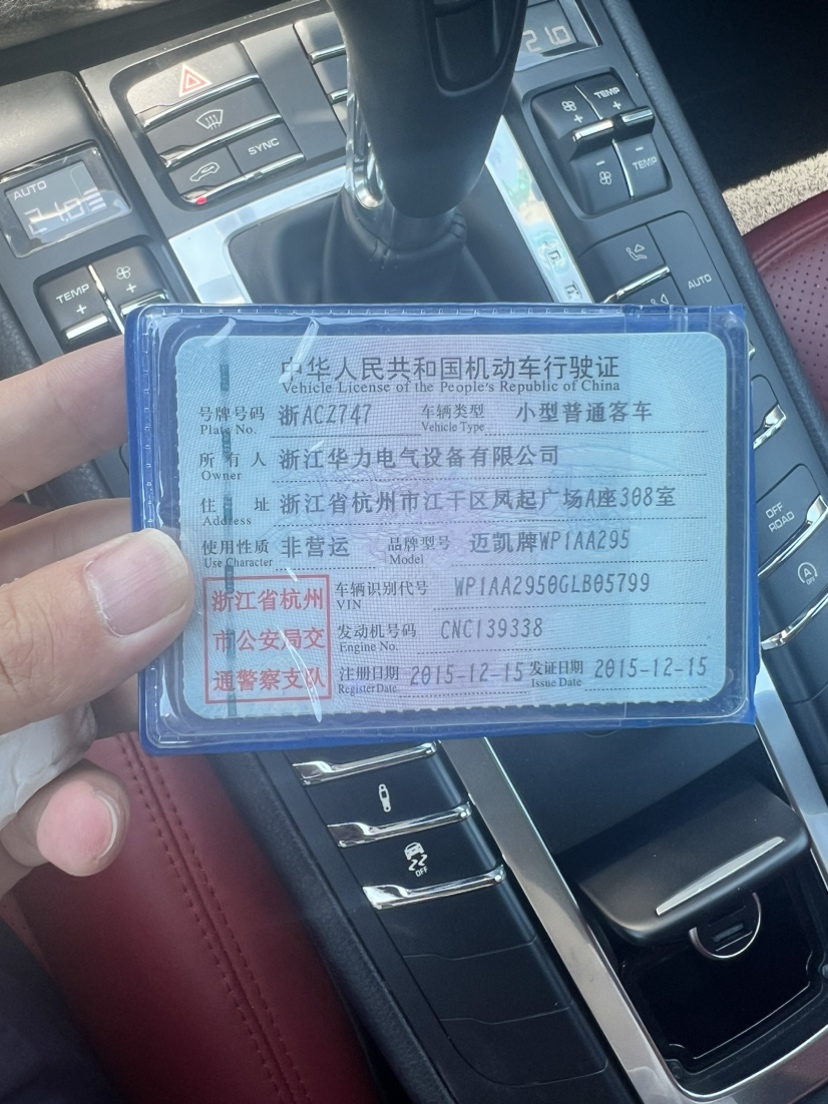 210
AUTO
SYNC
TEMP
21.0
TEMP
TEMP
AUTO
中华人民共和国机动车行驶证
Vehicle License of the People's Republic of China
号牌号码 浙ACZ747 车辆类型 小型普通客车
Plate No. Vehicle Type
所有人 浙江华力电气设备有限公司
Owner
住址 浙江省杭州市江干区凤起广场A座308室
Address
使用性质 非营运 品牌型号 迈凯牌WP1AA295
Use Character Model
浙江省杭州
市公安局交
通警察支队
车辆识别代号 WP1AA2950GLB05799
VIN
发动机号码 CNC139338
Engine No.
注册日期 2015-12-15 发证日期 2015-12-15
Register Date Issue Date
OFF
ROAD
OFF